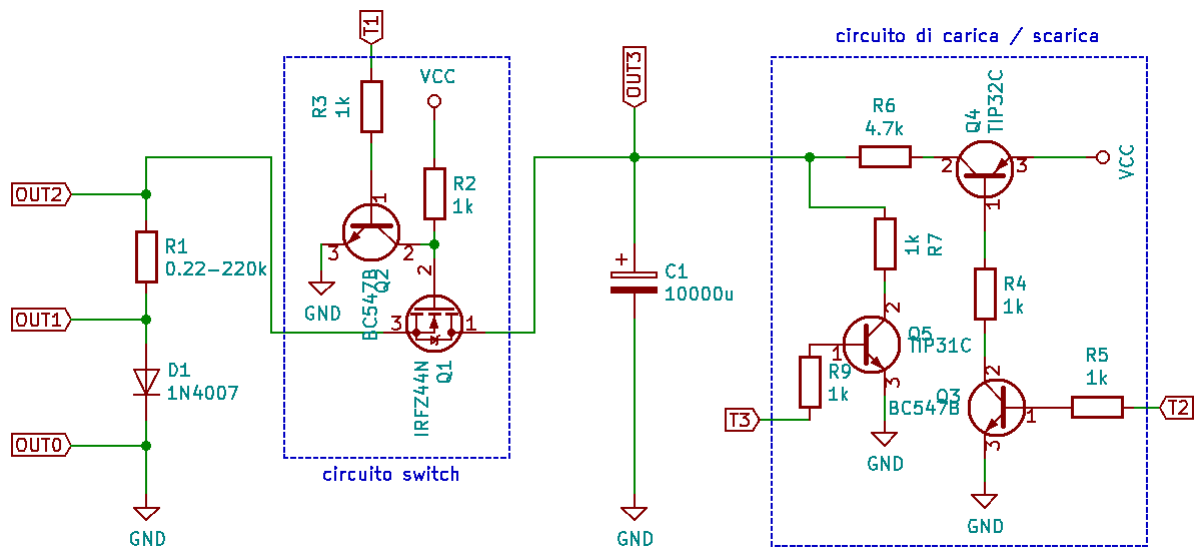 circuito di carica / scarica
T1
VCC
R3
1k
OUT3
R6
4.7k
Q4
TIP32C
2
3
1
VCC
OUT2
R1
0.22-220k
R2
1k
1
3
2
GND
BC547B
Q2
2
3
1
IRFZ44N
Q1
+
C1
10000u
1k
R7
R4
1k
OUT1
D1
1N4007
2
Q5
TIP31C
1
3
R9
1k
R5
1k
2
Q3
BC547B
1
3
T3
T2
OUT0
GND
circuito switch
GND
GND
GND